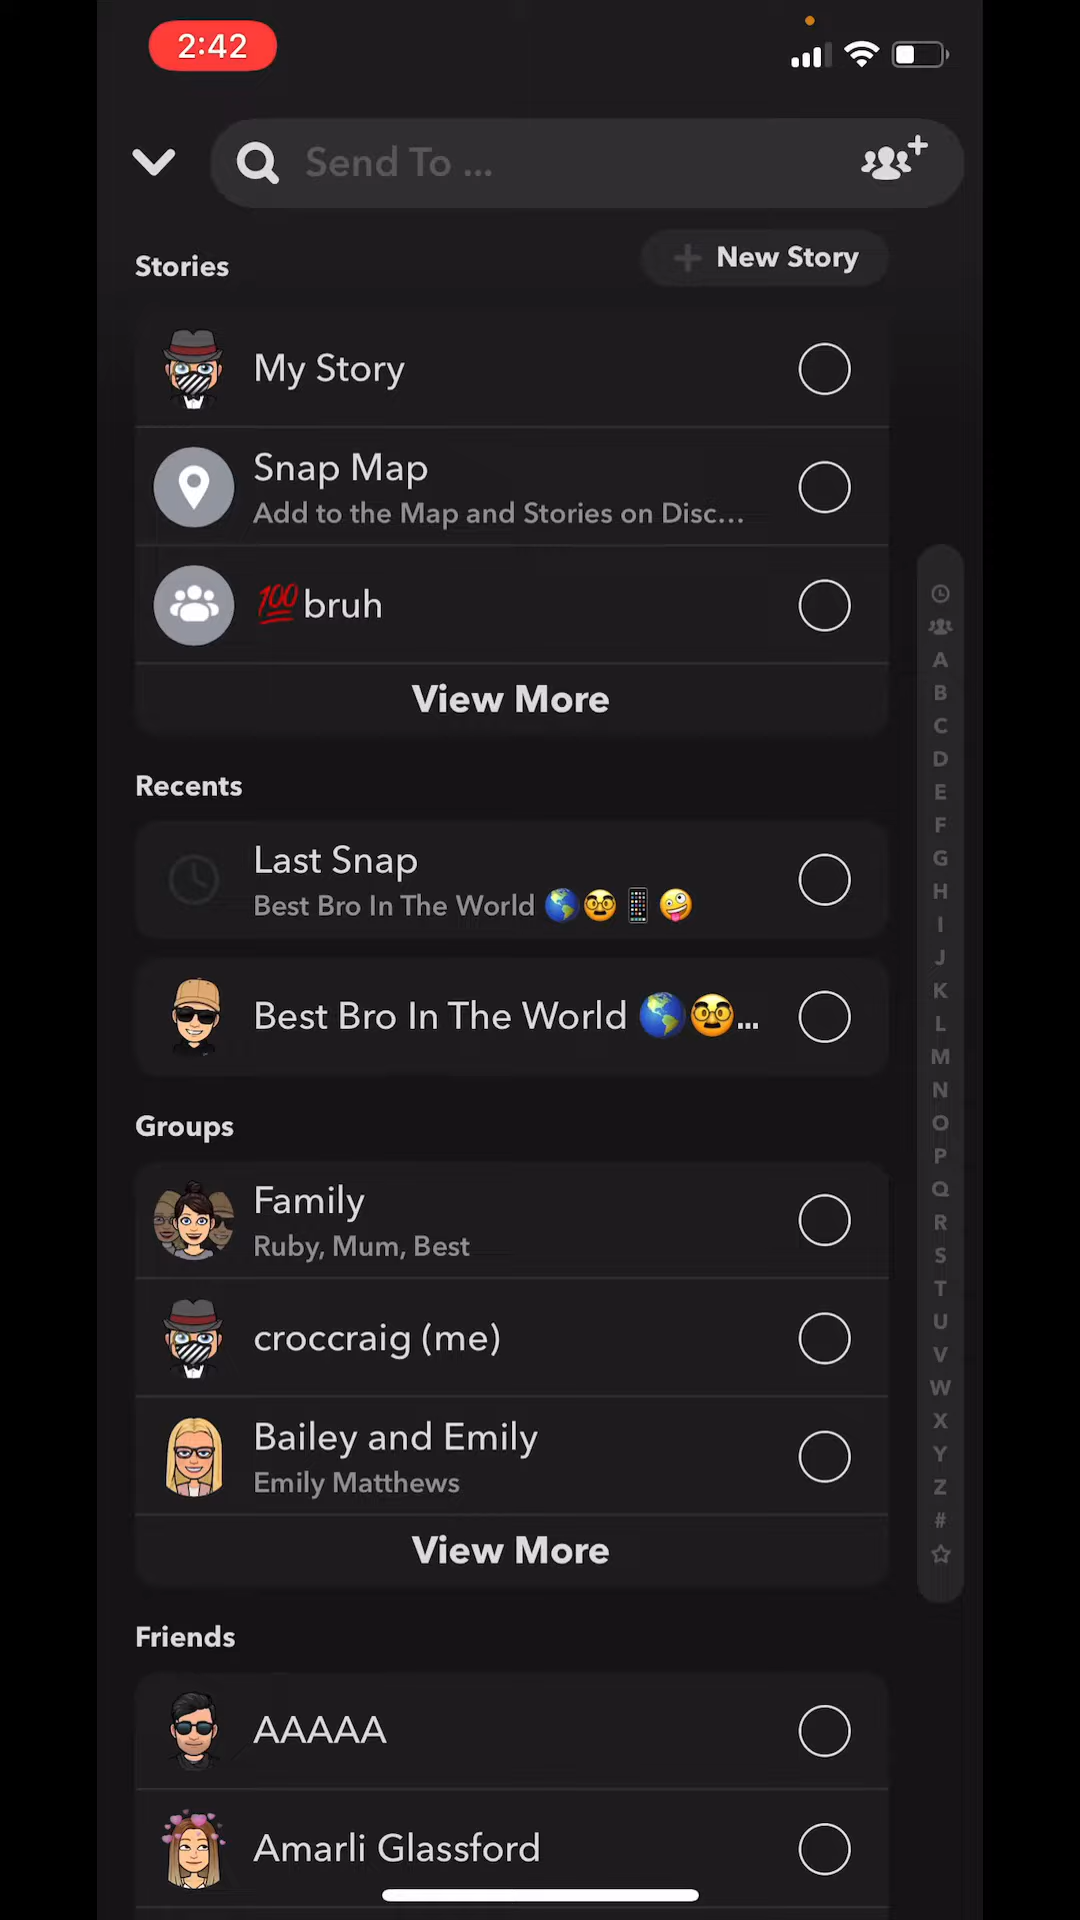 2:42
Send To ...
Stories
+ New Story
My Story
Snap Map
Add to the Map and Stories on Disc...
💯bruh
View More
Recents
Last Snap
Best Bro In The World 🌎🥸📱🤪
Best Bro In The World 🌎🥸...
Groups
Family
Ruby, Mum, Best
croccraig (me)
Bailey and Emily
Emily Matthews
View More
Friends
AAAAA
Amarli Glassford
A
B
C
D
E
F
G
H
I
J
K
L
M
N
O
P
Q
R
S
T
U
V
W
X
Y
Z
#